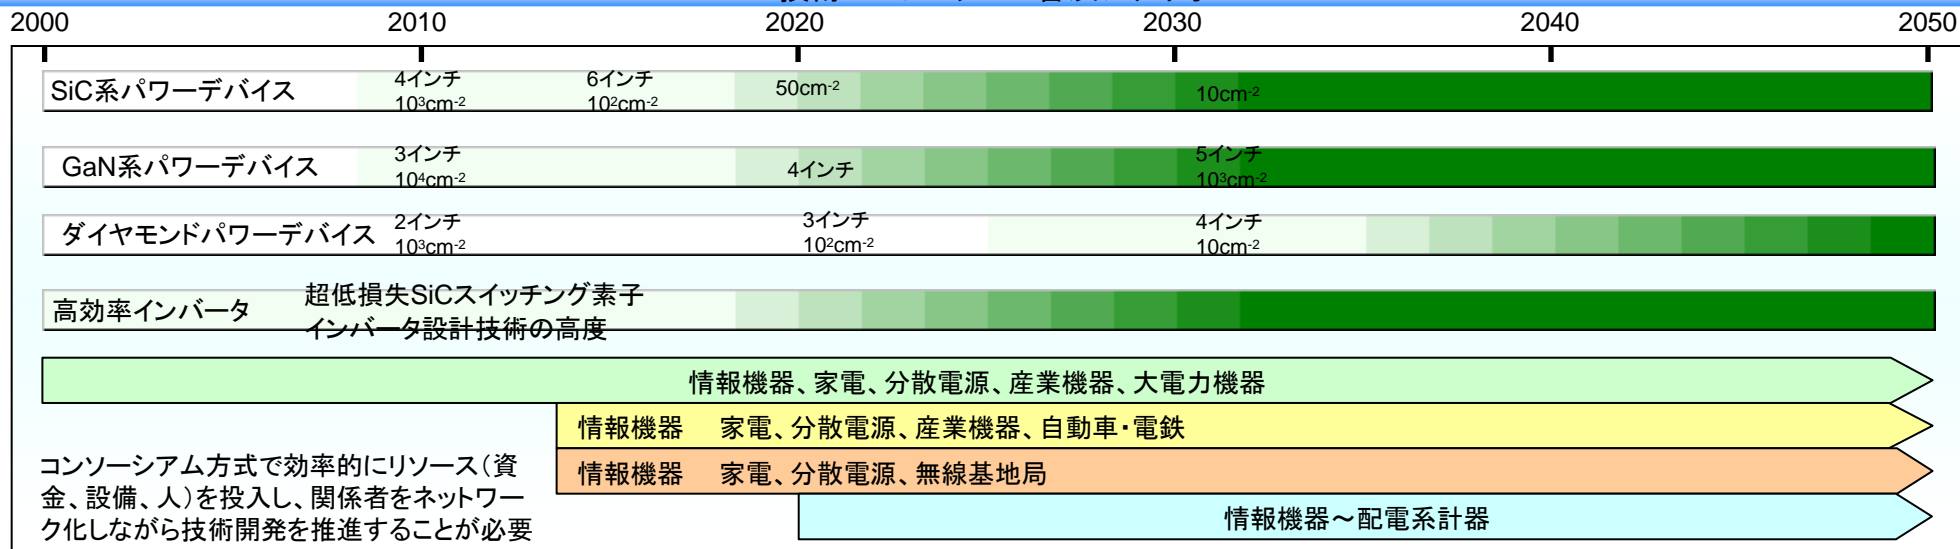 2000 2010 2020 2030 2040 2050
SiC系パワーデバイス
4インチ
10³cm-2
6インチ
10²cm-2
50cm-2
10cm-2
GaN系パワーデバイス
3インチ
10⁴cm-2
4インチ
5インチ
10³cm-2
ダイヤモンドパワーデバイス
2インチ
10³cm-2
3インチ
10²cm-2
4インチ
10cm-2
高効率インバータ
超低損失SiCスイッチング素子
インバータ設計技術の高度
情報機器、家電、分散電源、産業機器、大電力機器
情報機器 家電、分散電源、産業機器、自動車・電鉄
情報機器 家電、分散電源、無線基地局
情報機器～配電系計器
コンソーシアム方式で効率的にリソース（資
金、設備、人）を投入し、関係者をネットワー
ク化しながら技術開発を推進することが必要